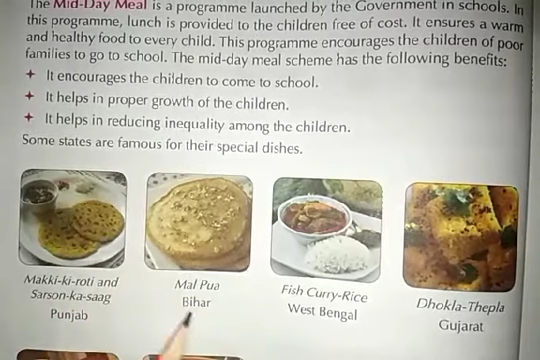 The Mid-Day Meal is a programme launched by the Government in schools. In
this programme, lunch is provided to the children free of cost. It ensures a warm
and healthy food to every child. This programme encourages the children of poor
families to go to school. The mid-day meal scheme has the following benefits:
It encourages the children to come to school.
It helps in proper growth of the children.
It helps in reducing inequality among the children.
Some states are famous for their special dishes.
Makki-ki-roti and
Sarson-ka-saag
Punjab
Mal Pua
Bihar
Fish Curry-Rice
West Bengal
Dhokla-Thepla
Gujarat